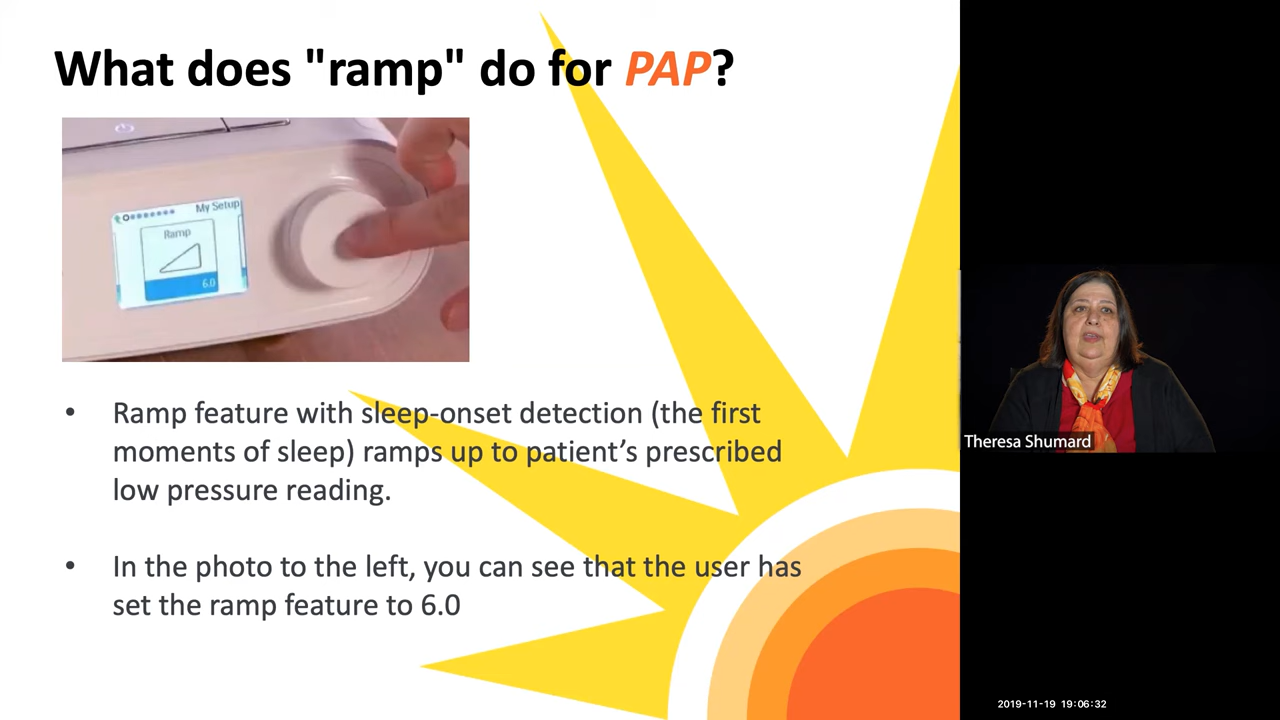 What does "ramp" do for PAP?
My Setup
Ramp
6.0
• Ramp feature with sleep-onset detection (the first
moments of sleep) ramps up to patient’s prescribed
low pressure reading.
• In the photo to the left, you can see that the user has
set the ramp feature to 6.0
Theresa Shumard
2019-11-19 19:06:32